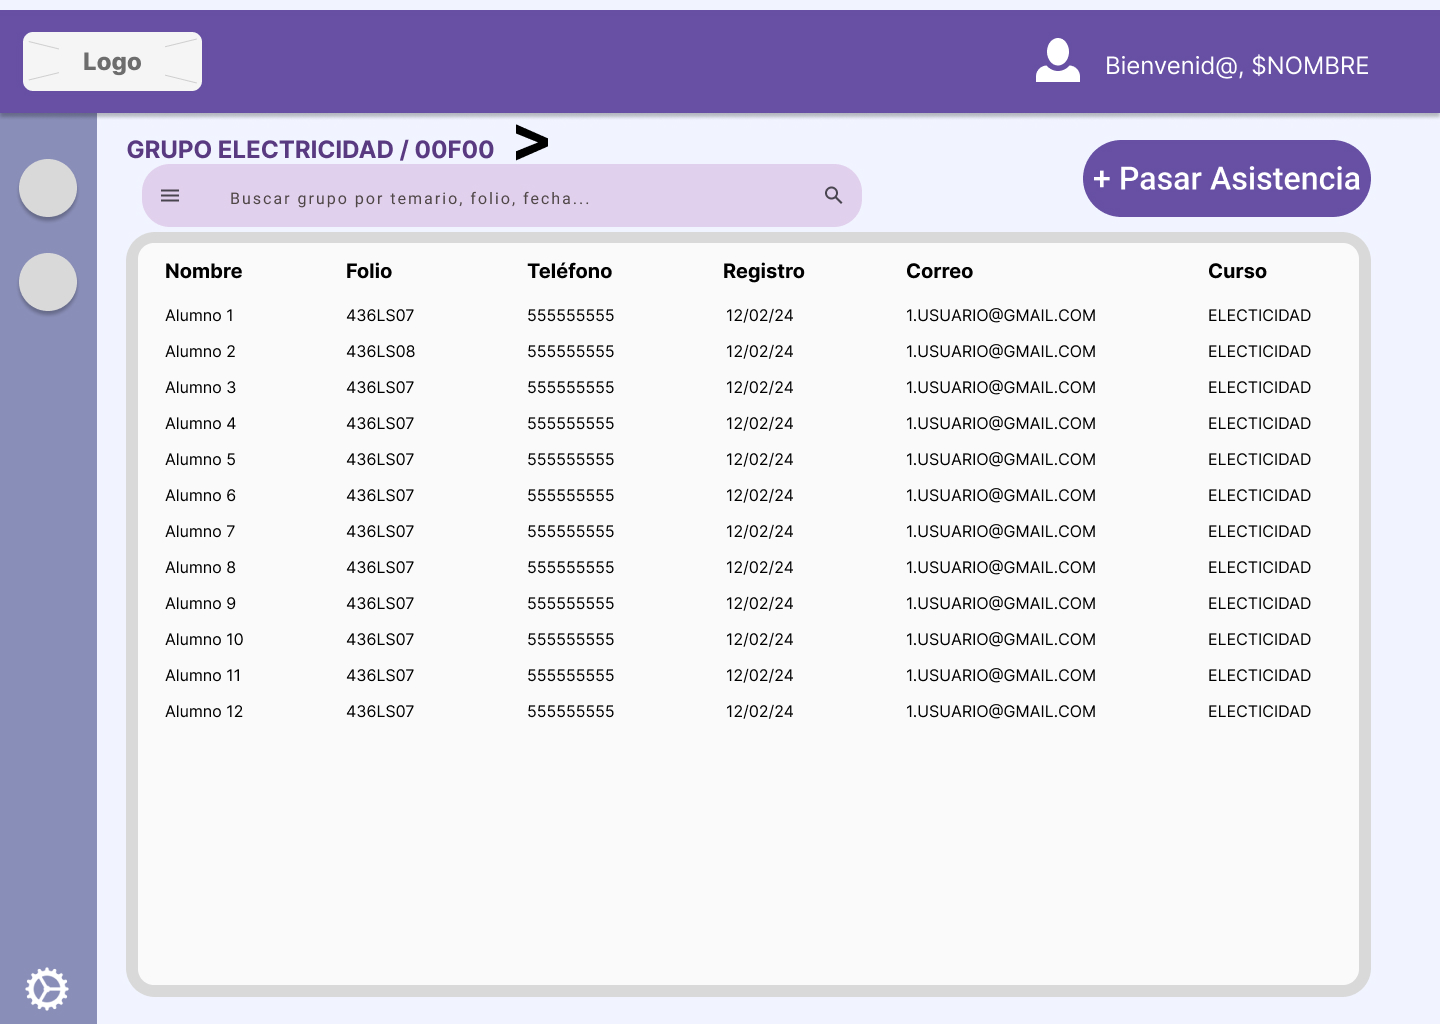 Logo
Bienvenid@, $NOMBRE
GRUPO ELECTRICIDAD / 00F00 >
+ Pasar Asistencia
Buscar grupo por temario, folio, fecha...
Nombre Folio Teléfono Registro Correo Curso
Alumno 1 436LS07 555555555 12/02/24 1.USUARIO@GMAIL.COM ELECTICIDAD
Alumno 2 436LS08 555555555 12/02/24 1.USUARIO@GMAIL.COM ELECTICIDAD
Alumno 3 436LS07 555555555 12/02/24 1.USUARIO@GMAIL.COM ELECTICIDAD
Alumno 4 436LS07 555555555 12/02/24 1.USUARIO@GMAIL.COM ELECTICIDAD
Alumno 5 436LS07 555555555 12/02/24 1.USUARIO@GMAIL.COM ELECTICIDAD
Alumno 6 436LS07 555555555 12/02/24 1.USUARIO@GMAIL.COM ELECTICIDAD
Alumno 7 436LS07 555555555 12/02/24 1.USUARIO@GMAIL.COM ELECTICIDAD
Alumno 8 436LS07 555555555 12/02/24 1.USUARIO@GMAIL.COM ELECTICIDAD
Alumno 9 436LS07 555555555 12/02/24 1.USUARIO@GMAIL.COM ELECTICIDAD
Alumno 10 436LS07 555555555 12/02/24 1.USUARIO@GMAIL.COM ELECTICIDAD
Alumno 11 436LS07 555555555 12/02/24 1.USUARIO@GMAIL.COM ELECTICIDAD
Alumno 12 436LS07 555555555 12/02/24 1.USUARIO@GMAIL.COM ELECTICIDAD